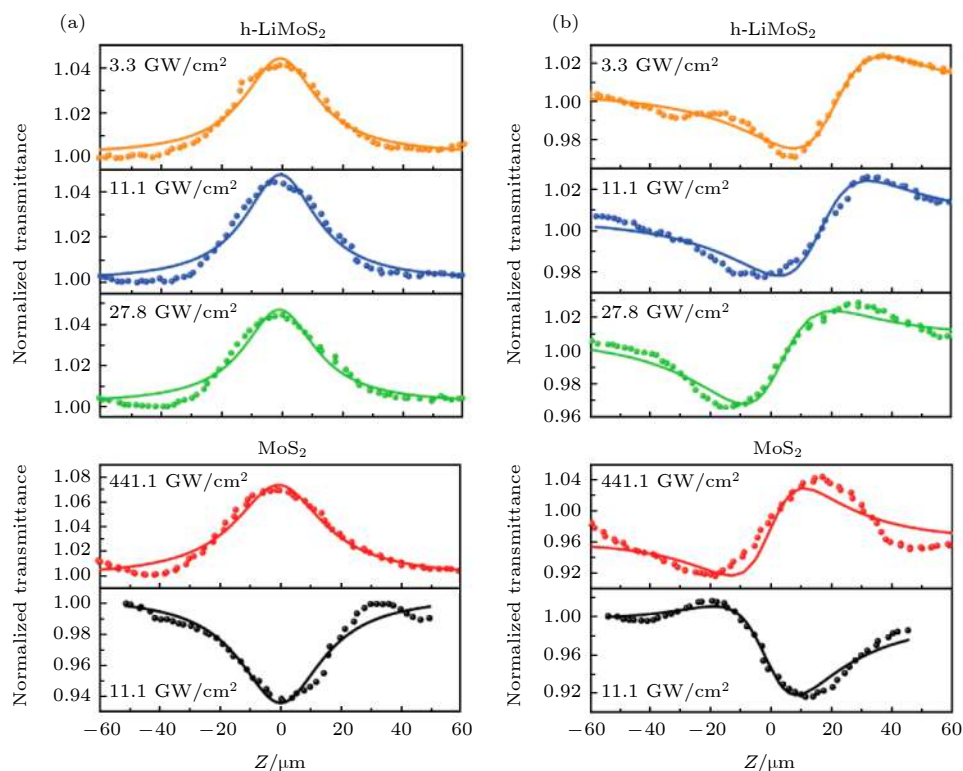 (a)
h-LiMoS₂
Normalized transmittance
3.3 GW/cm²
1.04
1.02
1.00
11.1 GW/cm²
1.04
1.02
1.00
27.8 GW/cm²
1.04
1.02
1.00
MoS₂
Normalized transmittance
441.1 GW/cm²
1.08
1.06
1.04
1.02
1.00
11.1 GW/cm²
1.00
0.98
0.96
0.94
−60 −40 −20 0 20 40 60
Z/µm
(b)
h-LiMoS₂
Normalized transmittance
3.3 GW/cm²
1.02
1.00
0.98
11.1 GW/cm²
1.02
1.00
0.98
27.8 GW/cm²
1.02
1.00
0.98
0.96
MoS₂
Normalized transmittance
441.1 GW/cm²
1.04
1.00
0.96
0.92
11.1 GW/cm²
1.00
0.96
0.92
−60 −40 −20 0 20 40 60
Z/µm